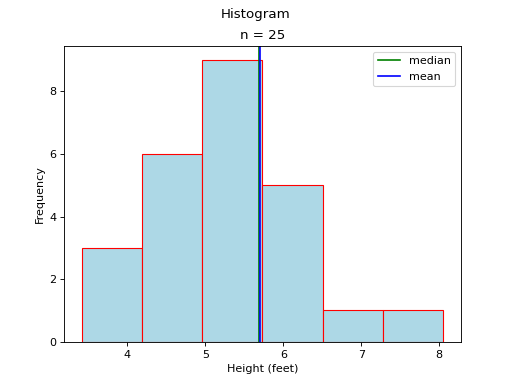 Histogram
n = 25
median
mean
8
6
4
2
0
Frequency
4 5 6 7 8
Height (feet)